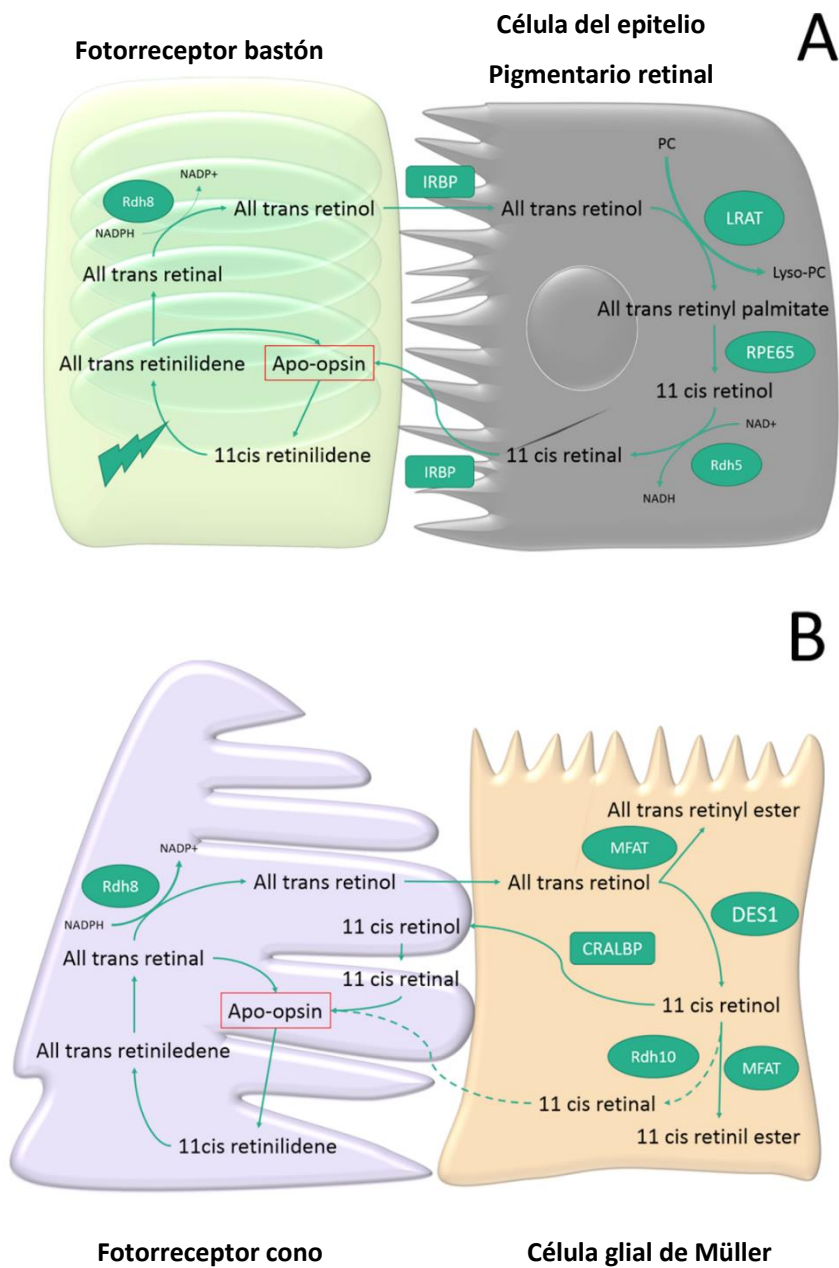 Fotorreceptor bastón
Célula del epitelio
Pigmentario retinal
A
PC
NADP+
Rdh8
NADPH
All trans retinol
IRBP
All trans retinol
LRAT
All trans retinal
Lyso-PC
All trans retinyl palmitate
All trans retinilidene
Apo-opsin
RPE65
11 cis retinol
NAD+
11cis retinilidene
IRBP
11 cis retinal
Rdh5
NADH
B
All trans retinyl ester
MFAT
NADP+
Rdh8
NADPH
All trans retinol
All trans retinol
DES1
11 cis retinol
CRALBP
All trans retinal
11 cis retinal
11 cis retinol
Apo-opsin
All trans retiniledene
Rdh10
MFAT
11 cis retinal
11cis retinilidene
11 cis retinil ester
Fotorreceptor cono
Célula glial de Müller